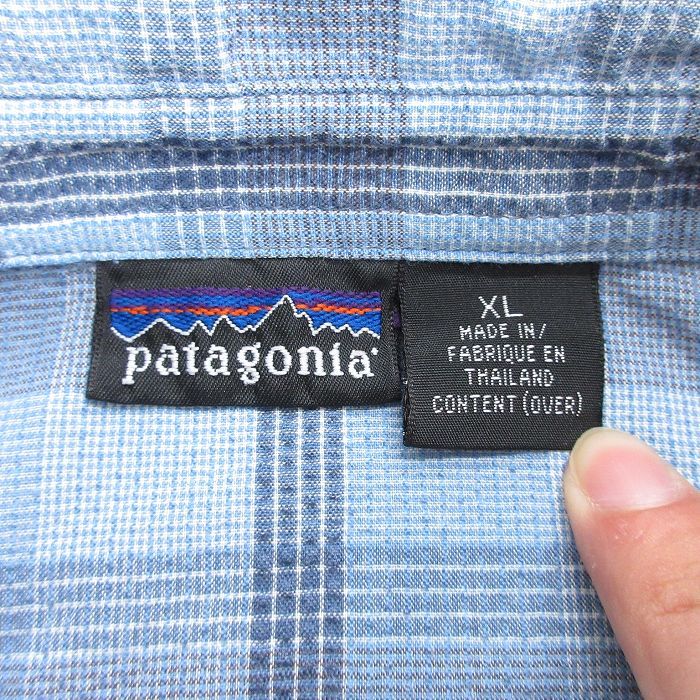 patagonia
XL
MADE IN/
FABRIQUE EN
THAILAND
CONTENT (OVER)